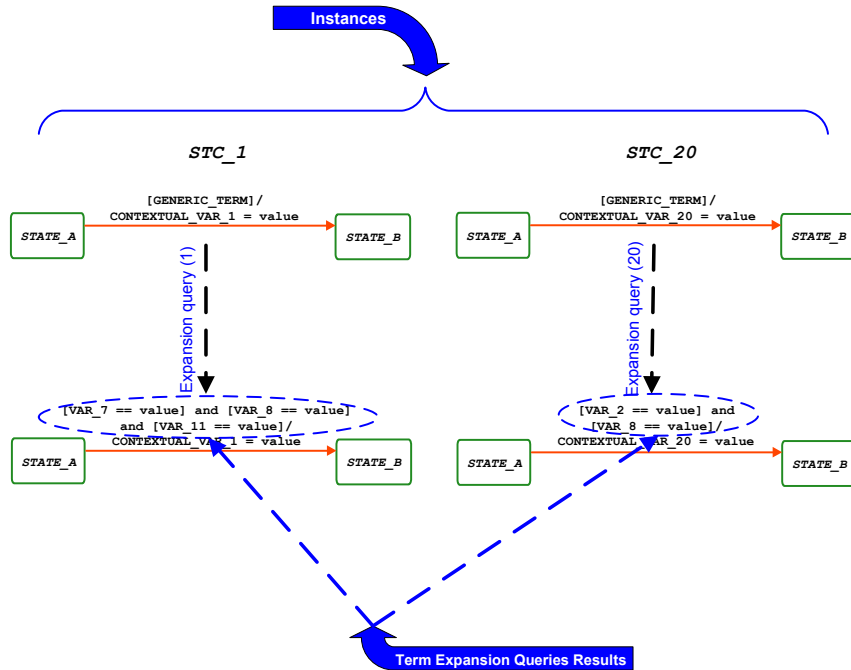 Instances
STC_1
STC_20
[GENERIC_TERM]/
CONTEXTUAL_VAR_1 = value
[GENERIC_TERM]/
CONTEXTUAL_VAR_20 = value
STATE_A
STATE_B
STATE_A
STATE_B
Expansion query (1)
Expansion query (20)
[VAR_7 == value] and [VAR_8 == value]
and [VAR_11 == value]/
CONTEXTUAL_VAR_1 = value
[VAR_2 == value] and
[VAR_8 == value]/
CONTEXTUAL_VAR_20 = value
STATE_A
STATE_B
STATE_A
STATE_B
Term Expansion Queries Results